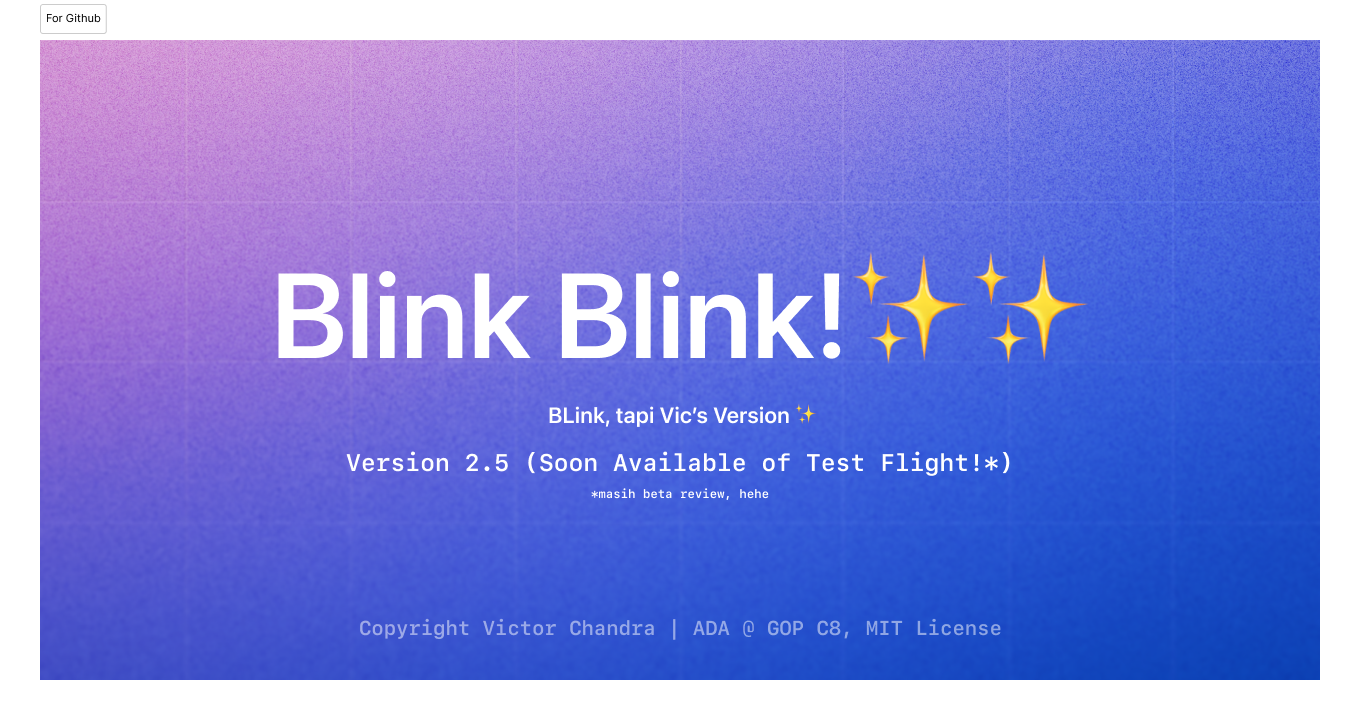 For Github
Blink Blink!✨✨
BLink, tapi Vic’s Version ✨
Version 2.5 (Soon Available of Test Flight!*)
*masih beta review, hehe
Copyright Victor Chandra | ADA @ GOP C8, MIT License